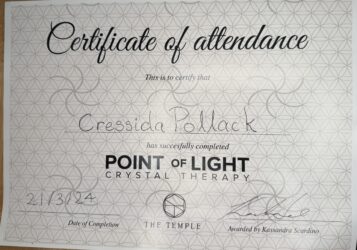 Certificate of attendance
This is to certify that
Cressida Pollack
has succesfully completed
POINT OF LIGHT
CRYSTAL THERAPY
21/3/24
Date of Completion
THE TEMPLE
Awarded by Kassandra Scardino